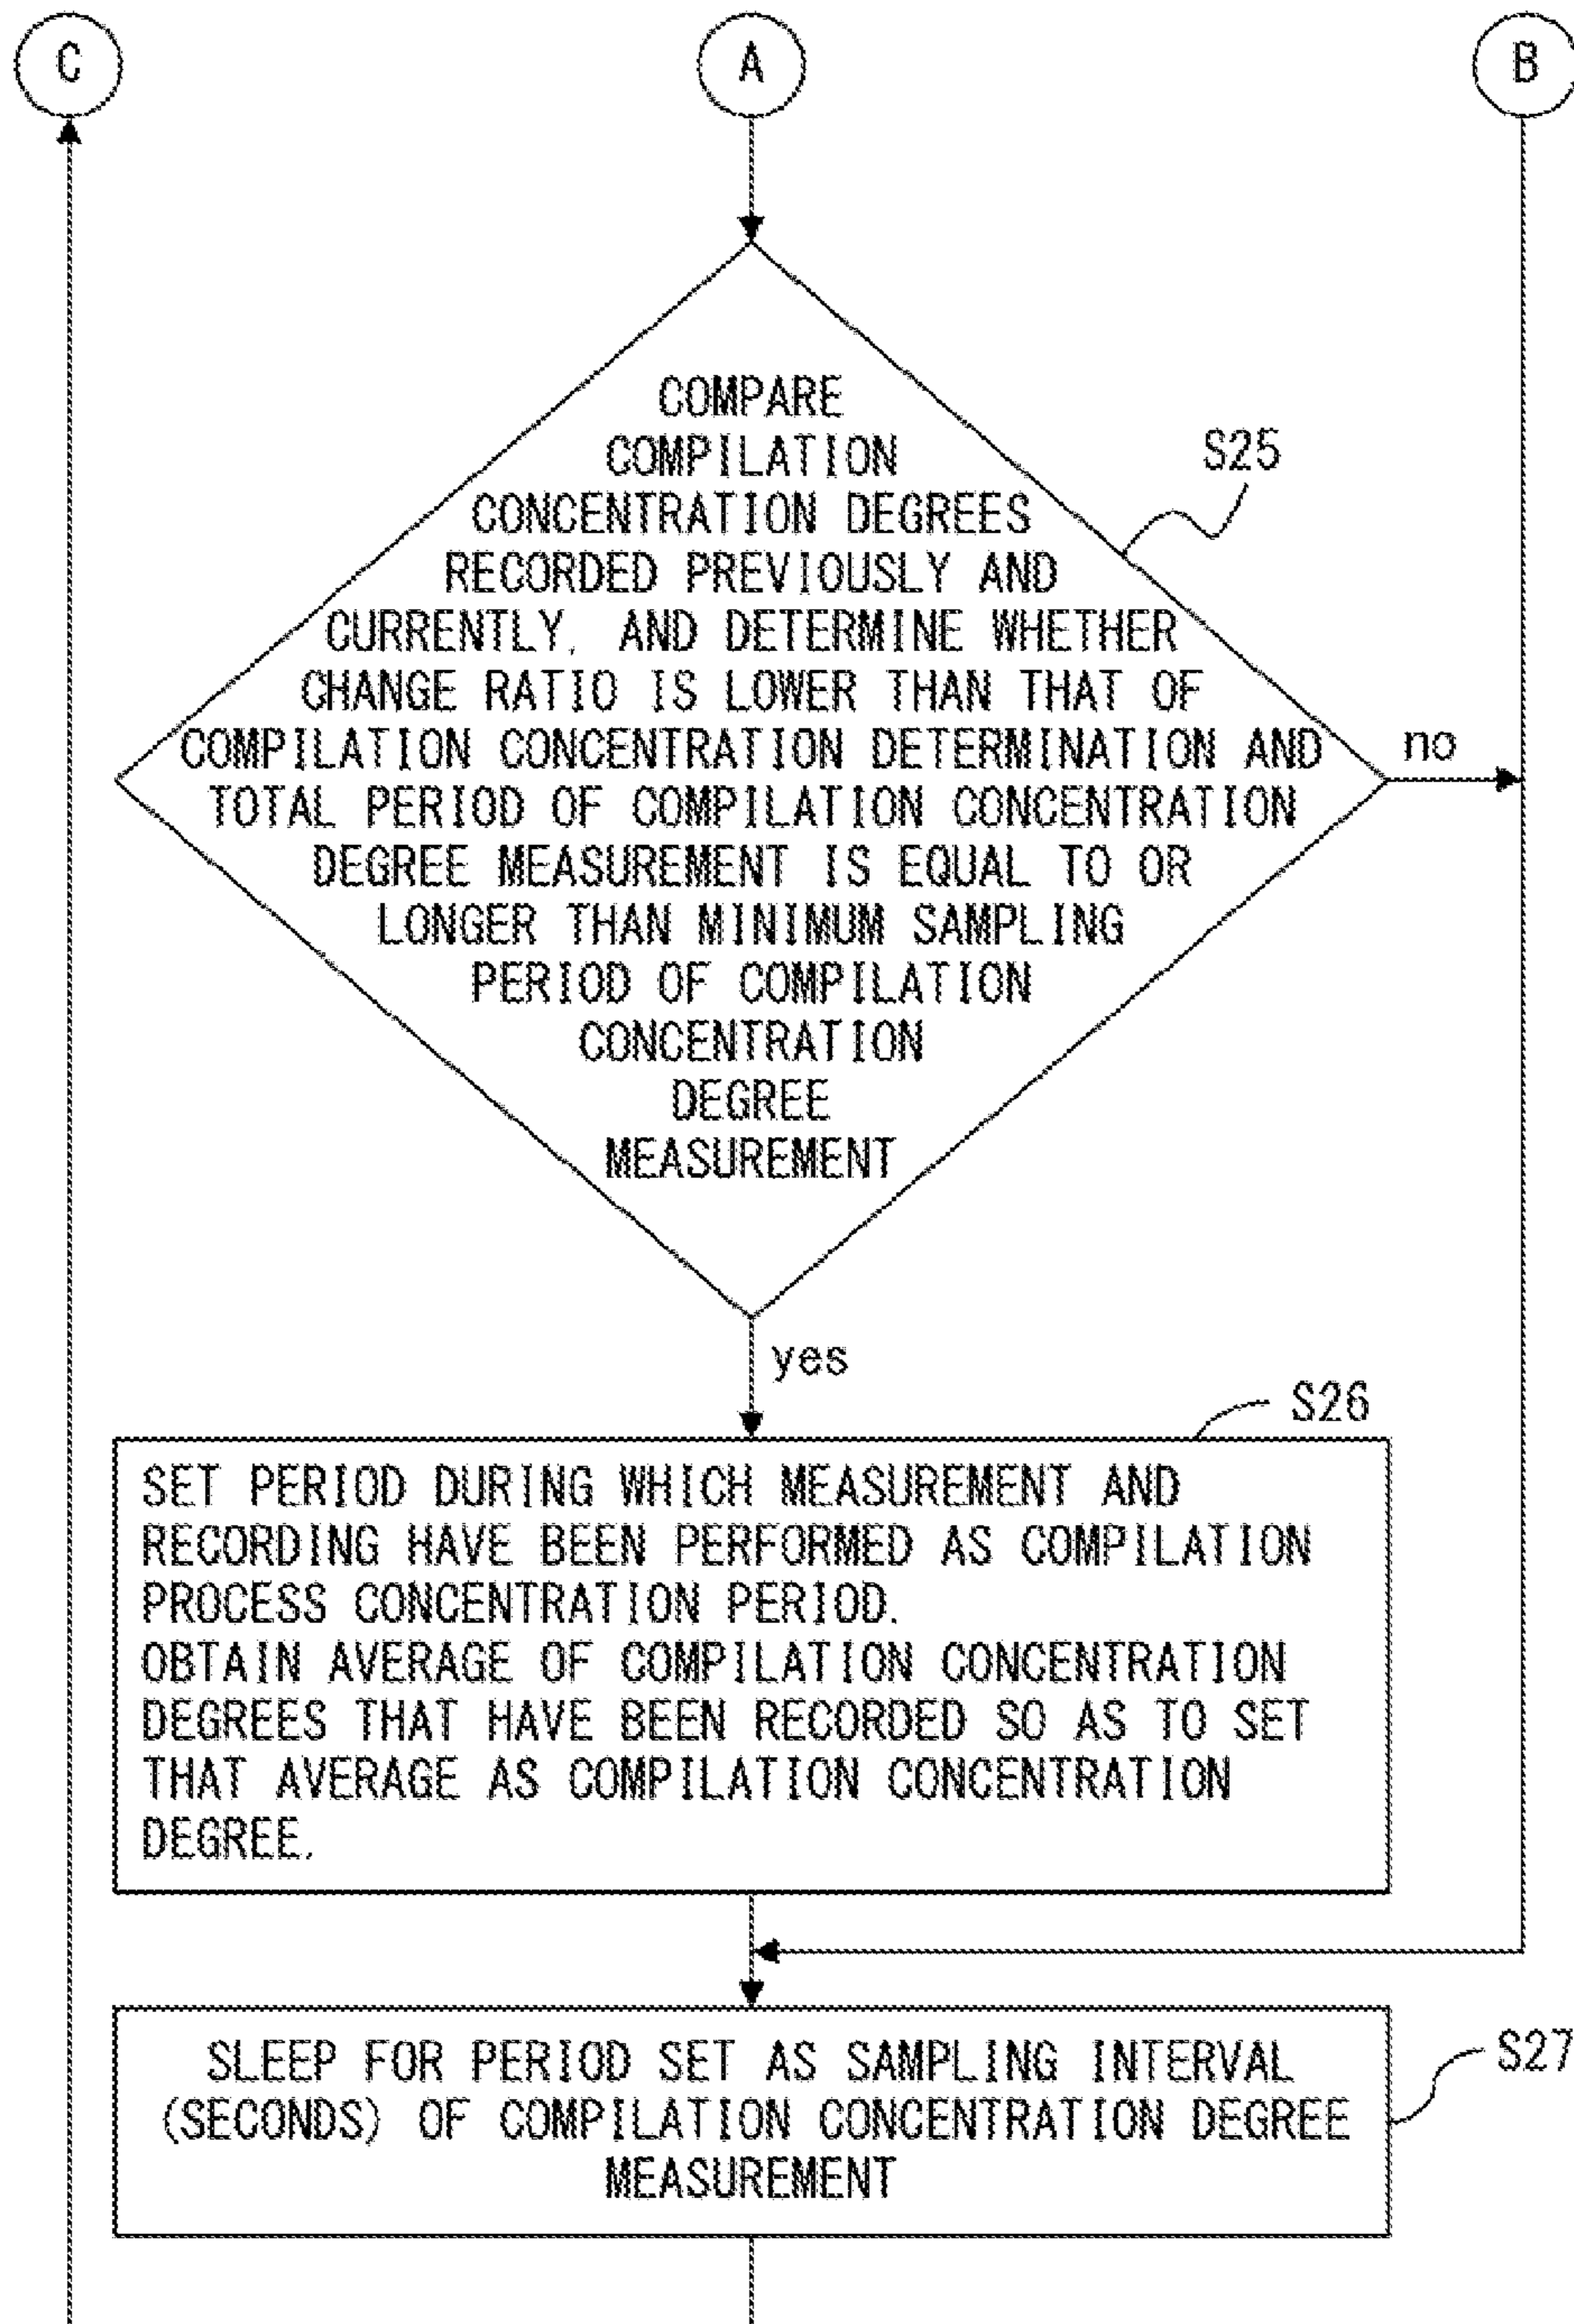 C
A
B
COMPARE
COMPILATION
CONCENTRATION DEGREES
RECORDED PREVIOUSLY AND
CURRENTLY, AND DETERMINE WHETHER
CHANGE RATIO IS LOWER THAN THAT OF
COMPILATION CONCENTRATION DETERMINATION AND
TOTAL PERIOD OF COMPILATION CONCENTRATION
DEGREE MEASUREMENT IS EQUAL TO OR
LONGER THAN MINIMUM SAMPLING
PERIOD OF COMPILATION
CONCENTRATION
DEGREE
MEASUREMENT
S25
no
yes
S26
SET PERIOD DURING WHICH MEASUREMENT AND
RECORDING HAVE BEEN PERFORMED AS COMPILATION
PROCESS CONCENTRATION PERIOD.
OBTAIN AVERAGE OF COMPILATION CONCENTRATION
DEGREES THAT HAVE BEEN RECORDED SO AS TO SET
THAT AVERAGE AS COMPILATION CONCENTRATION
DEGREE.
SLEEP FOR PERIOD SET AS SAMPLING INTERVAL
(SECONDS) OF COMPILATION CONCENTRATION DEGREE
MEASUREMENT
S27